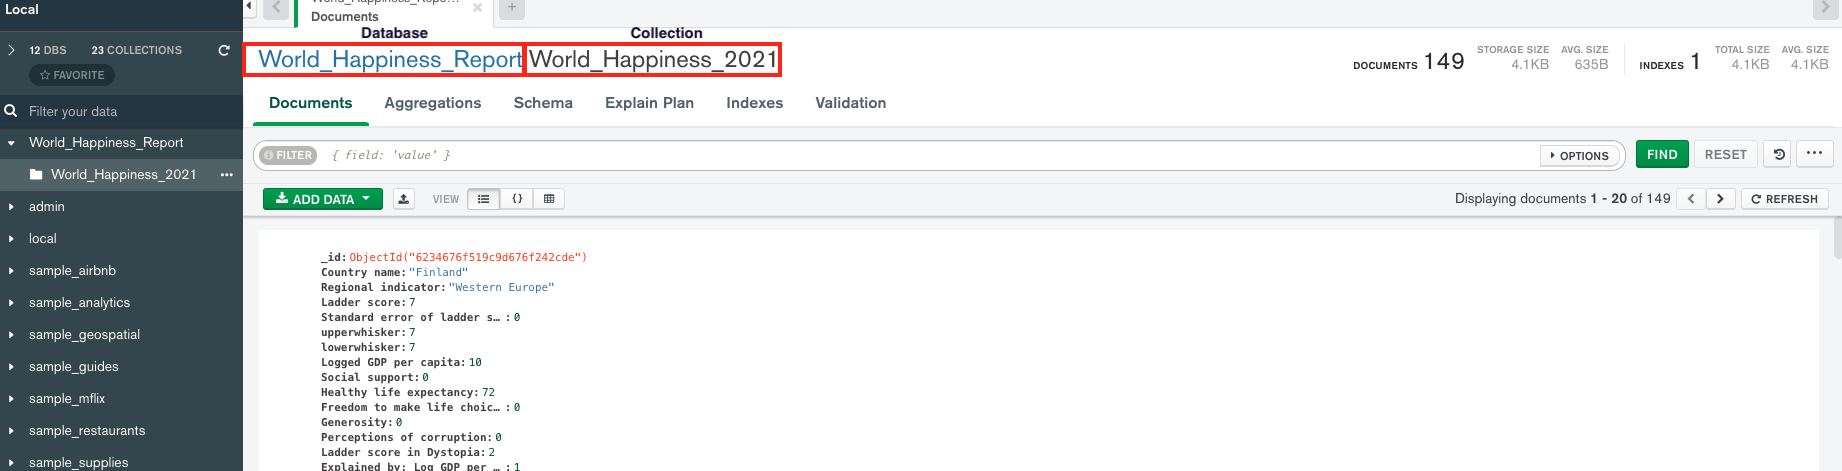 Local
12 DBS 23 COLLECTIONS
FAVORITE
Filter your data
World_Happiness_Report
World_Happiness_2021
admin
local
sample_airbnb
sample_analytics
sample_geospatial
sample_guides
sample_mflix
sample_restaurants
sample_supplies
World_Happiness_Repo...
Documents
Database Collection
World_Happiness_Report World_Happiness_2021
DOCUMENTS 149 STORAGE SIZE 4.1KB AVG. SIZE 635B INDEXES 1 TOTAL SIZE 4.1KB AVG. SIZE 4.1KB
Documents Aggregations Schema Explain Plan Indexes Validation
FILTER { field: 'value' } OPTIONS FIND RESET ...
ADD DATA VIEW {} Displaying documents 1 - 20 of 149 REFRESH
_id: ObjectId("6234676f519c9d676f242cde")
Country name: "Finland"
Regional indicator: "Western Europe"
Ladder score: 7
Standard error of ladder s… : 0
upperwhisker: 7
lowerwhisker: 7
Logged GDP per capita: 10
Social support: 0
Healthy life expectancy: 72
Freedom to make life choic… : 0
Generosity: 0
Perceptions of corruption: 0
Ladder score in Dystopia: 2
Explained by: Log GDP per … : 1